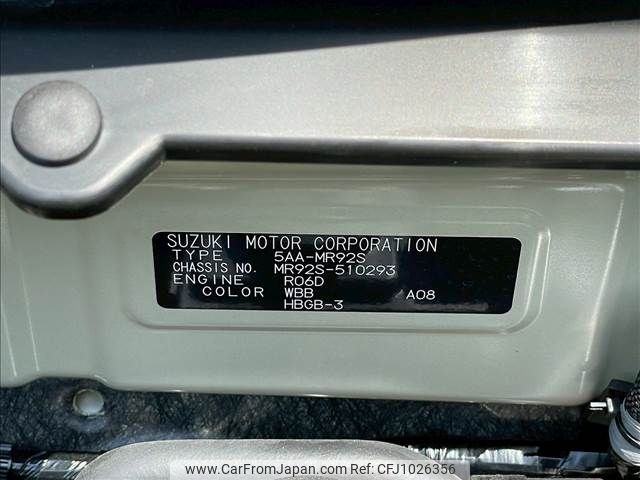 SUZUKI MOTOR CORPORATION
TYPE 5AA-MR92S
CHASSIS NO. MR92S-510293
ENGINE R06D
COLOR WBB A08
HBGB-3
www.CarFromJapan.com | Ref No. CFJ1026356